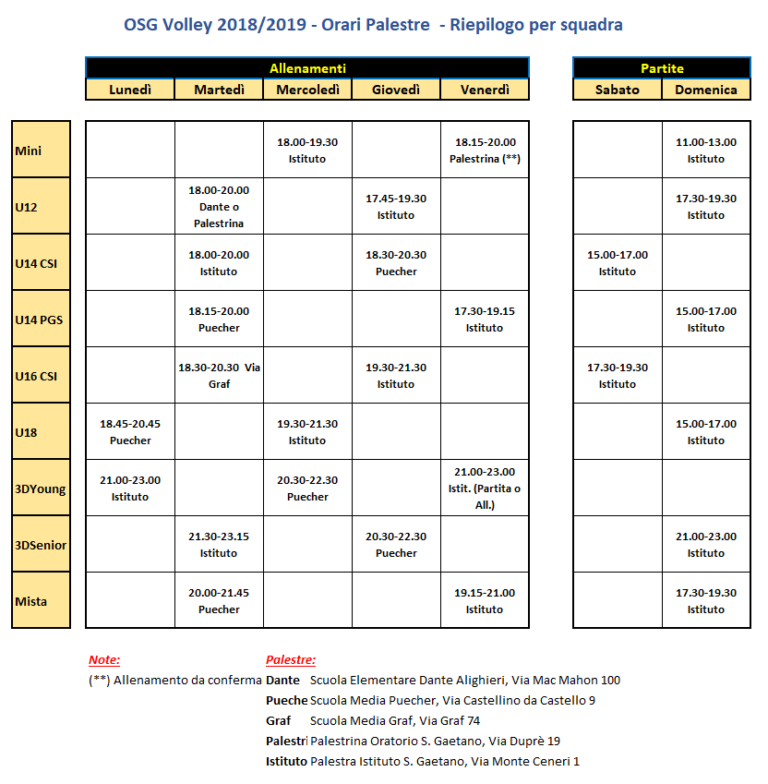 OSG Volley 2018/2019 - Orari Palestre - Riepilogo per squadra
Allenamenti Partite
Lunedì Martedì Mercoledì Giovedì Venerdì Sabato Domenica
Mini
18.00-19.30
Istituto
18.15-20.00
Palestrina (**)
11.00-13.00
Istituto
U12
18.00-20.00
Dante o
Palestrina
17.45-19.30
Istituto
17.30-19.30
Istituto
U14 CSI
18.00-20.00
Istituto
18.30-20.30
Puecher
15.00-17.00
Istituto
U14 PGS
18.15-20.00
Puecher
17.30-19.15
Istituto
15.00-17.00
Istituto
U16 CSI
18.30-20.30 Via
Graf
19.30-21.30
Istituto
17.30-19.30
Istituto
U18
18.45-20.45
Puecher
19.30-21.30
Istituto
15.00-17.00
Istituto
3DYoung
21.00-23.00
Istituto
20.30-22.30
Puecher
21.00-23.00
Istit. (Partita o
All.)
3DSenior
21.30-23.15
Istituto
20.30-22.30
Puecher
21.00-23.00
Istituto
Mista
20.00-21.45
Puecher
19.15-21.00
Istituto
17.30-19.30
Istituto
Note: Palestre:
(**) Allenamento da conferma Dante Scuola Elementare Dante Alighieri, Via Mac Mahon 100
Pueche Scuola Media Puecher, Via Castellino da Castello 9
Graf Scuola Media Graf, Via Graf 74
Palestri Palestrina Oratorio S. Gaetano, Via Duprè 19
Istituto Palestra Istituto S. Gaetano, Via Monte Ceneri 1